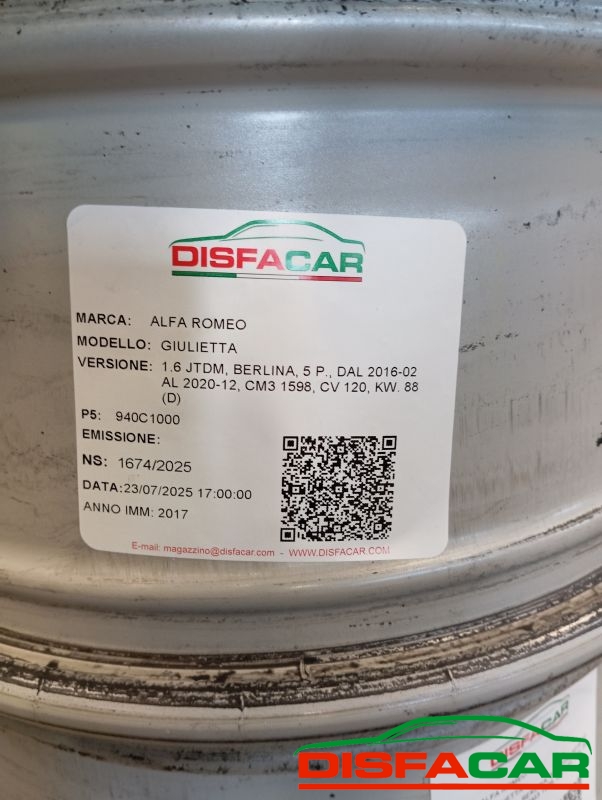 DISFACAR
MARCA: ALFA ROMEO
MODELLO: GIULIETTA
VERSIONE: 1.6 JTDM, BERLINA, 5 P., DAL 2016-02
AL 2020-12, CM3 1598, CV 120, KW. 88
(D)
P5: 940C1000
EMISSIONE:
NS: 1674/2025
DATA:23/07/2025 17:00:00
ANNO IMM: 2017
E-mail: magazzino@disfacar.com - WWW.DISFACAR.COM
DISFACAR
DISFACAR